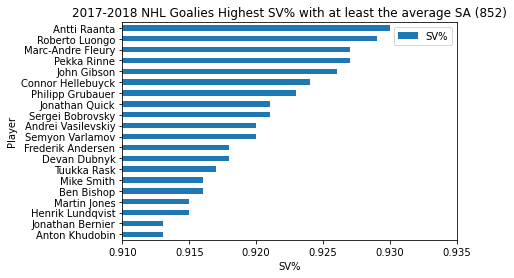 2017-2018 NHL Goalies Highest SV% with at least the average SA (852)
SV%
Player
Antti Raanta
Roberto Luongo
Marc-Andre Fleury
Pekka Rinne
John Gibson
Connor Hellebuyck
Philipp Grubauer
Jonathan Quick
Sergei Bobrovsky
Andrei Vasilevskiy
Semyon Varlamov
Frederik Andersen
Devan Dubnyk
Tuukka Rask
Mike Smith
Ben Bishop
Martin Jones
Henrik Lundqvist
Jonathan Bernier
Anton Khudobin
0.910 0.915 0.920 0.925 0.930 0.935
SV%